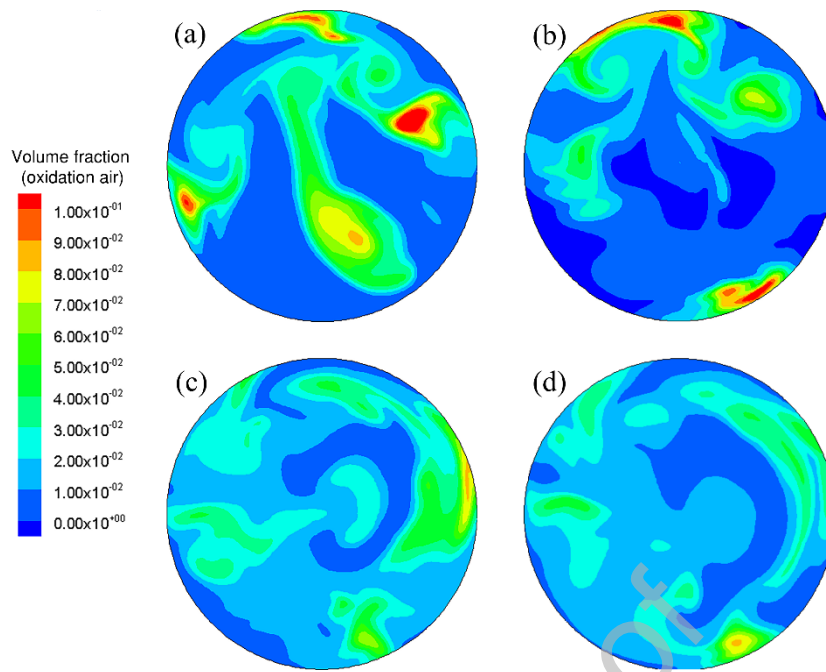 (a)
(b)
Volume fraction
(oxidation air)
1.00x10⁻⁰¹
9.00x10⁻⁰²
8.00x10⁻⁰²
7.00x10⁻⁰²
6.00x10⁻⁰²
5.00x10⁻⁰²
4.00x10⁻⁰²
3.00x10⁻⁰²
2.00x10⁻⁰²
1.00x10⁻⁰²
0.00x10⁺⁰⁰
(c)
(d)